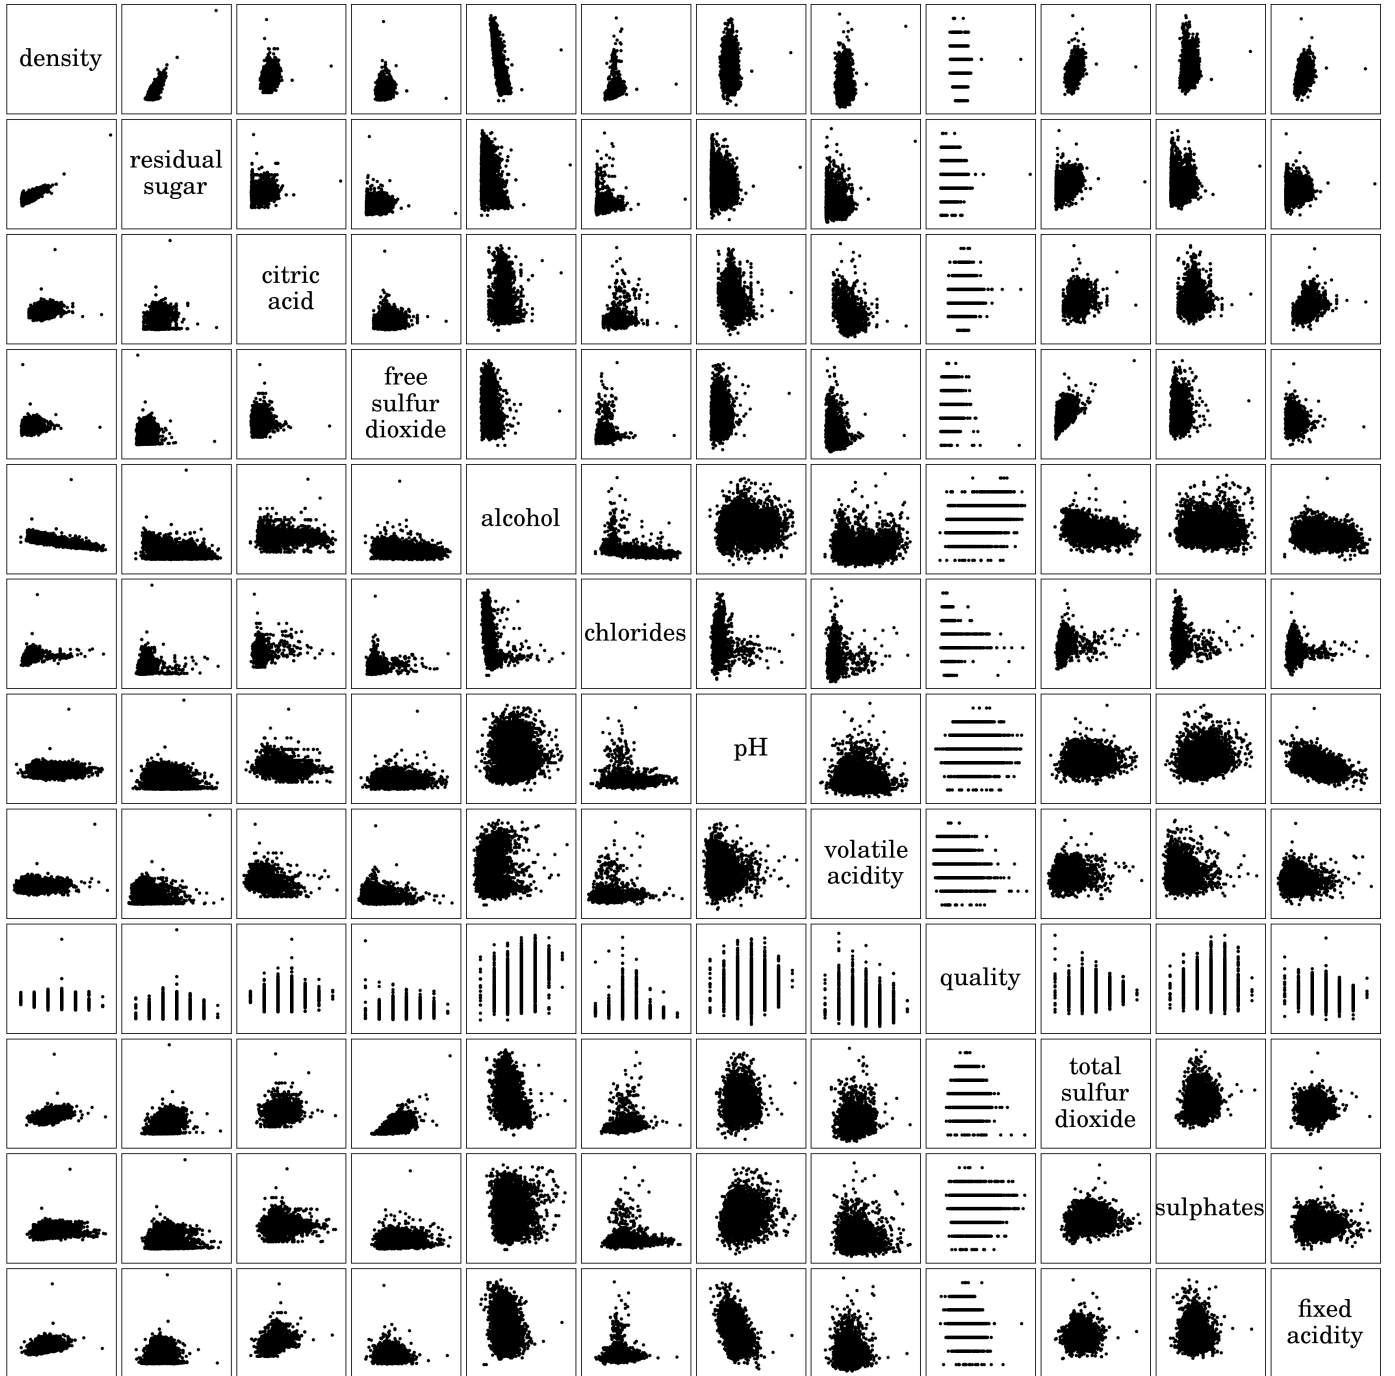 density
residual
sugar
citric
acid
free
sulfur
dioxide
alcohol
chlorides
pH
volatile
acidity
quality
total
sulfur
dioxide
sulphates
fixed
acidity